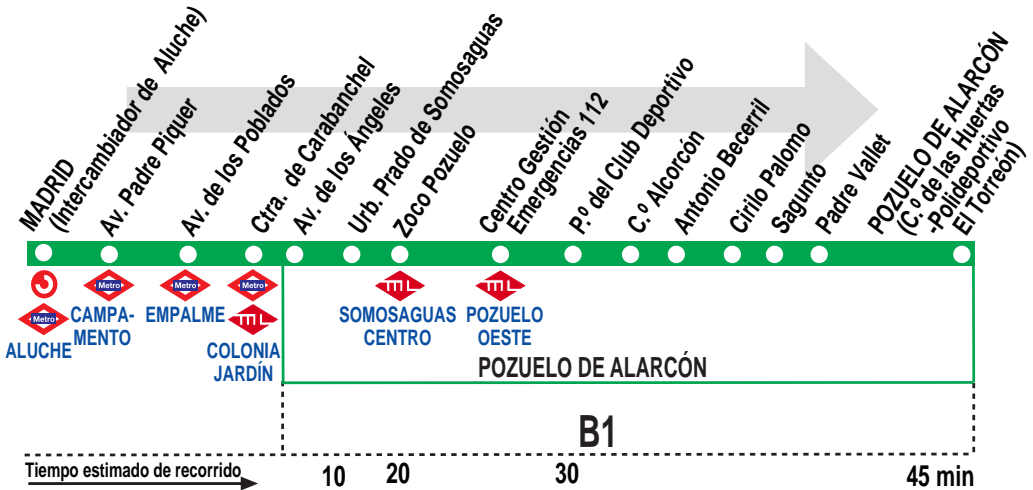 MADRID
(Intercambiador de Aluche)
Av. Padre Piquer
Av. de los Poblados
Ctra. de Carabanchel
Av. de los Ángeles
Urb. Prado de Somosaguas
Zoco Pozuelo
Centro Gestión
Emergencias 112
P.º del Club Deportivo
C.º Alcorcón
Antonio Becerril
Cirilo Palomo
Sagunto
Padre Vallet
POZUELO DE ALARCÓN
(C.º de las Huertas
-Polideportivo
El Torreón)
Metro
Metro
Metro
Metro
ML
ML
ML
ALUCHE
CAMPA-
MENTO
EMPALME
COLONIA
JARDÍN
SOMOSAGUAS
CENTRO
POZUELO
OESTE
POZUELO DE ALARCÓN
B1
Tiempo estimado de recorrido
10
20
30
45 min